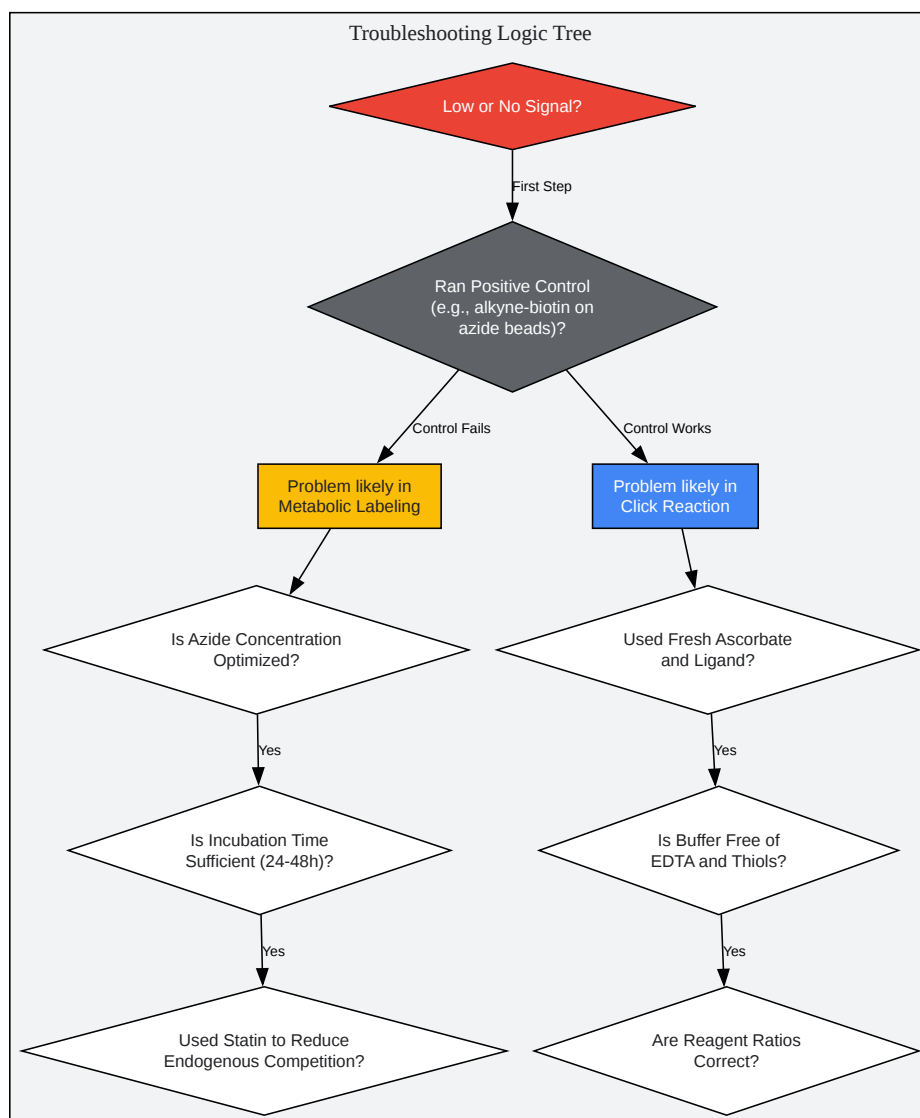 Troubleshooting Logic Tree
Low or No Signal?
First Step
Ran Positive Control
(e.g., alkyne-biotin on
azide beads)?
Control Fails
Control Works
Problem likely in
Metabolic Labeling
Problem likely in
Click Reaction
Is Azide Concentration
Optimized?
Used Fresh Ascorbate
and Ligand?
Yes
Yes
Is Incubation Time
Sufficient (24-48h)?
Is Buffer Free of
EDTA and Thiols?
Yes
Yes
Used Statin to Reduce
Endogenous Competition?
Are Reagent Ratios
Correct?